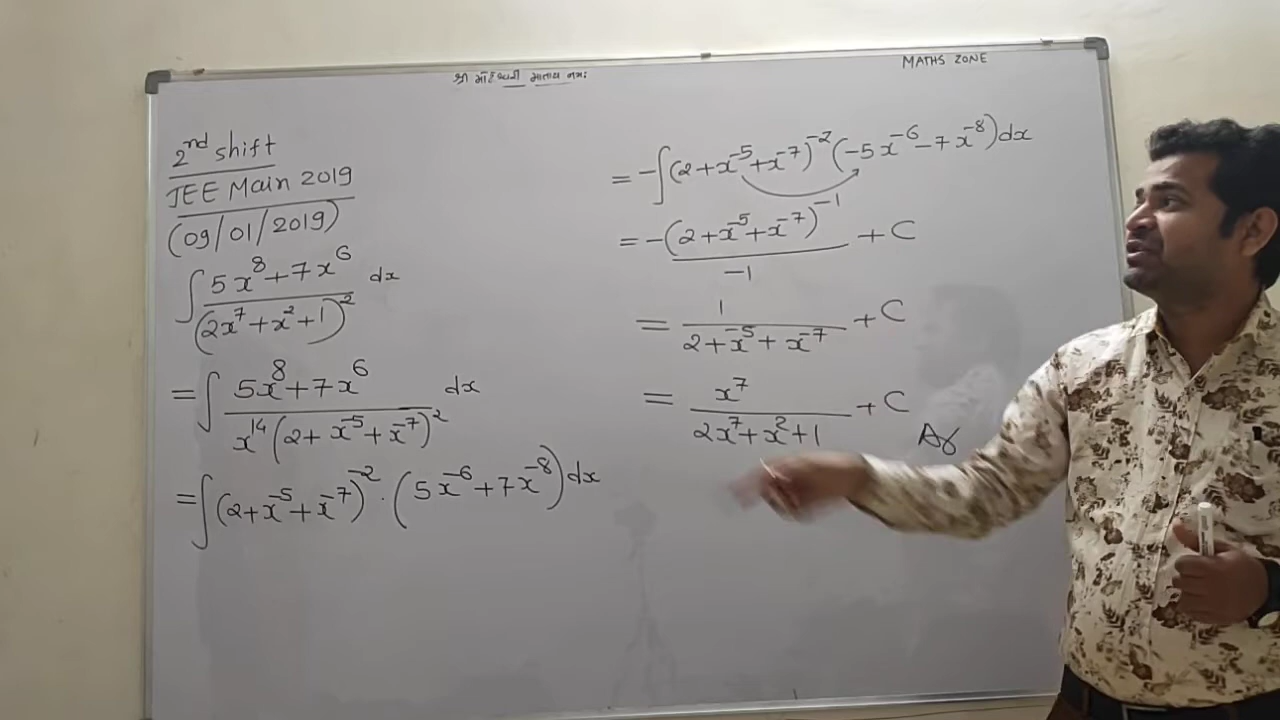 श्री माहेश्वरी मातायै नमः
MATHS ZONE
2nd shift
JEE Main 2019
(09/01/2019)
∫ (5x⁸+7x⁶)/(2x⁷+x²+1)² dx
= ∫ (5x⁸+7x⁶)/(x¹⁴(2+x⁻⁵+x⁻⁷)²) dx
= ∫ (2+x⁻⁵+x⁻⁷)⁻² · (5x⁻⁶+7x⁻⁸) dx
= -∫ (2+x⁻⁵+x⁻⁷)⁻² (-5x⁻⁶-7x⁻⁸) dx
= -(2+x⁻⁵+x⁻⁷)⁻¹/-1 + C
= 1/(2+x⁻⁵+x⁻⁷) + C
= x⁷/(2x⁷+x²+1) + C